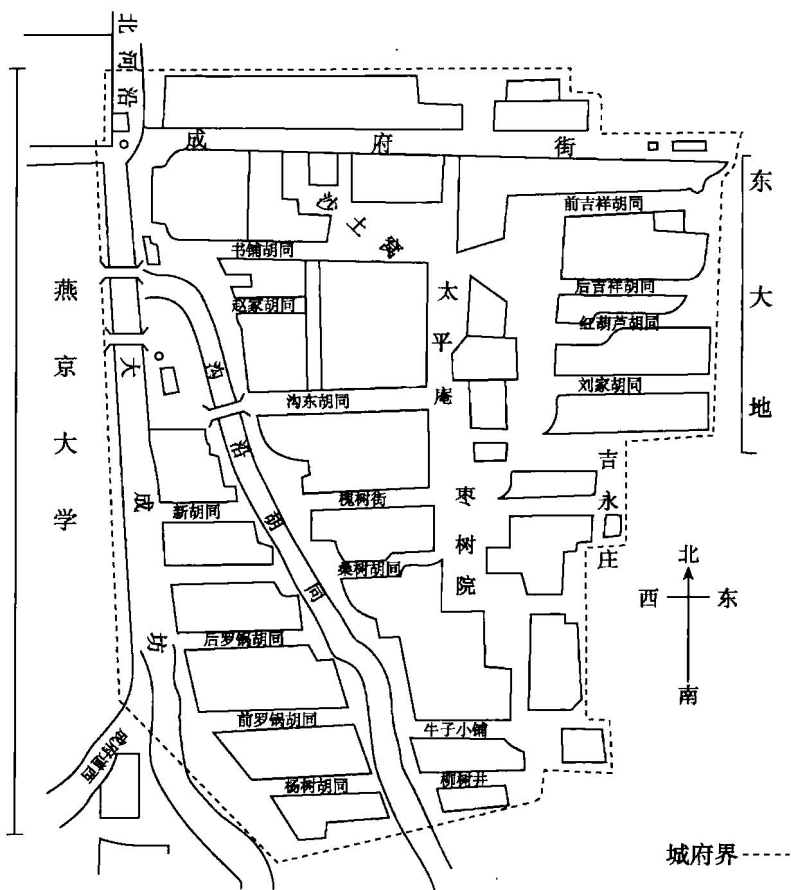 北河沿
成府街
东大地
前吉祥胡同
书铺胡同
太平庵
后吉祥胡同
燕京大学
赵家胡同
红葫芦胡同
大成坊
沟沿胡同
刘家胡同
沟东胡同
吉永庄
槐树街
枣树院
新胡同
桑树胡同
北
西
东
南
后罗锅胡同
前罗锅胡同
牛子小铺
成府道西
杨树胡同
柳树井
城府界